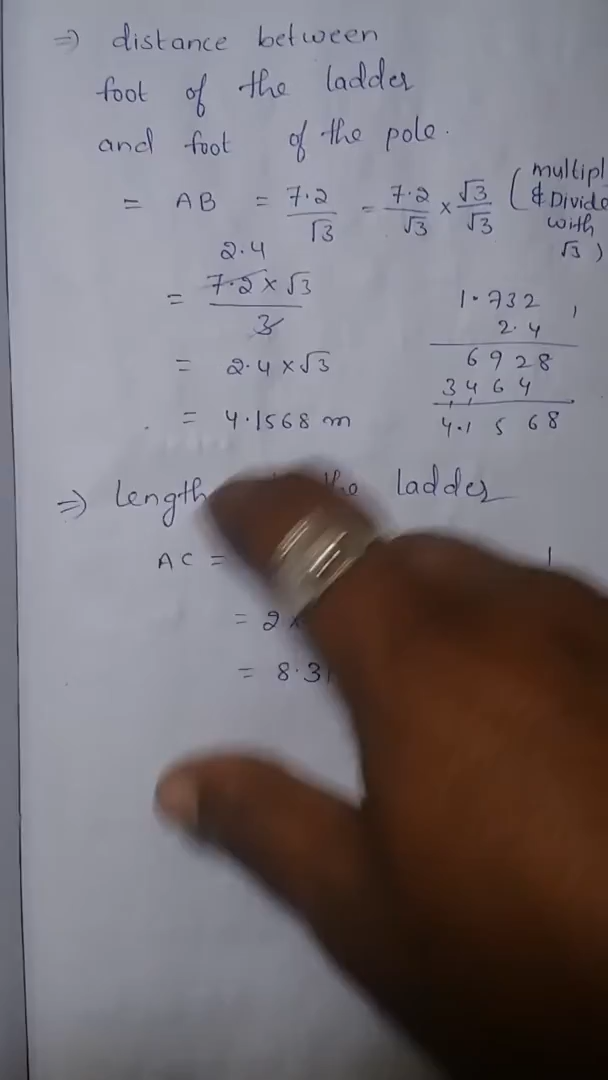 ⇒ distance between
foot of the ladder
and foot of the pole.
= AB = 7.2/√3 = 7.2/√3 × √3/√3 (multipl
& Divide
with
√3)
2.4
= 7.2 × √3 / 3
= 2.4 × √3
= 4.1568 m
1.732
2.4
6928
3464
4.1568
⇒ Length the ladder
AC =
= 2 ×
= 8.31